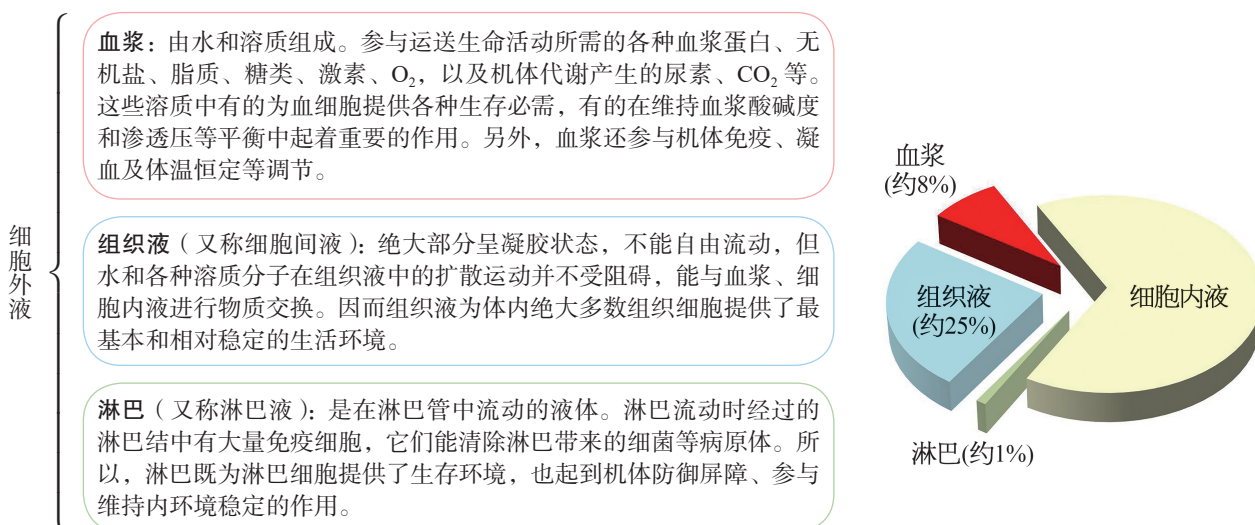 细胞外液
血浆：由水和溶质组成。参与运送生命活动所需的各种血浆蛋白、无
机盐、脂质、糖类、激素、O₂，以及机体代谢产生的尿素、CO₂ 等。
这些溶质中有的为血细胞提供各种生存必需，有的在维持血浆酸碱度
和渗透压等平衡中起着重要的作用。另外，血浆还参与机体免疫、凝
血及体温恒定等调节。
组织液（又称细胞间液）：绝大部分呈凝胶状态，不能自由流动，但
水和各种溶质分子在组织液中的扩散运动并不受阻碍，能与血浆、细
胞内液进行物质交换。因而组织液为体内绝大多数组织细胞提供了最
基本和相对稳定的生活环境。
淋巴（又称淋巴液）：是在淋巴管中流动的液体。淋巴流动时经过的
淋巴结中有大量免疫细胞，它们能清除淋巴带来的细菌等病原体。所
以，淋巴既为淋巴细胞提供了生存环境，也起到机体防御屏障、参与
维持内环境稳定的作用。
血浆
(约8%)
组织液
(约25%)
细胞内液
淋巴(约1%)